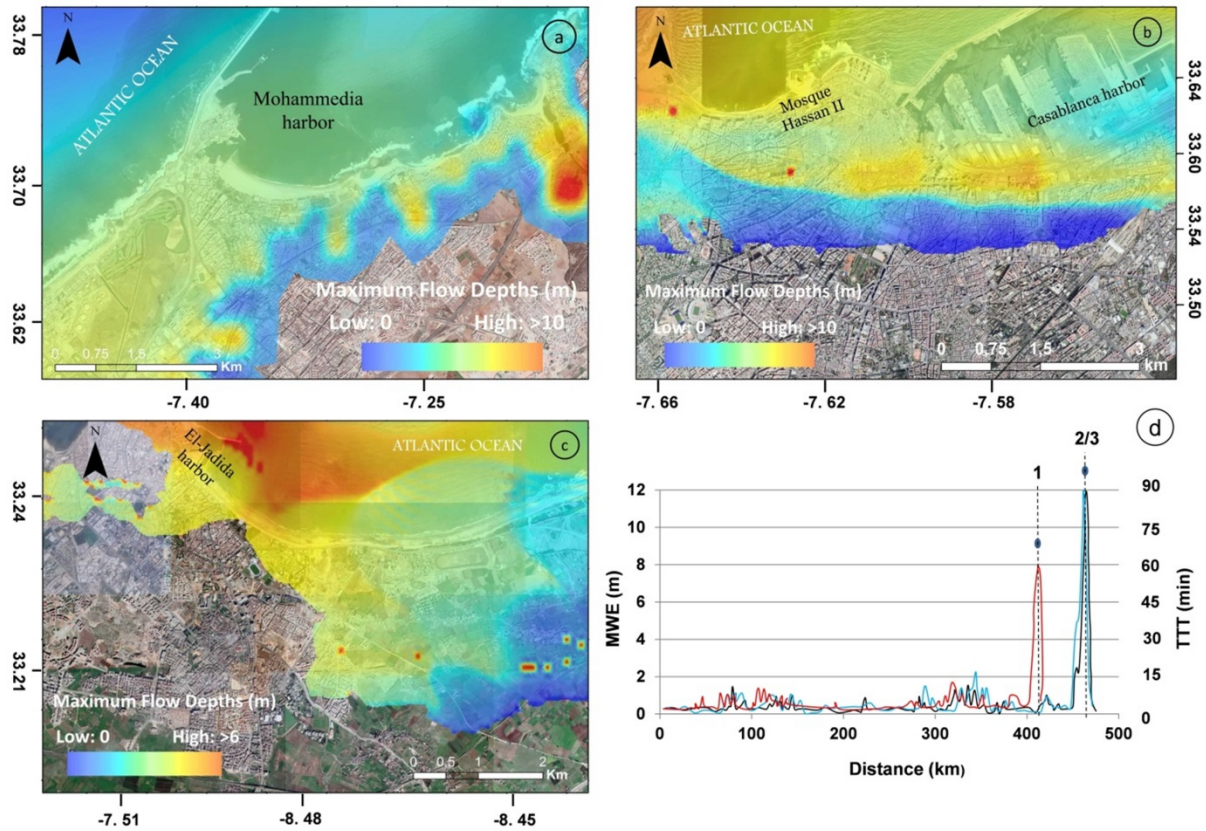 33.78
33.70
33.62
N
ATLANTIC OCEAN
Mohammedia
harbor
a
Maximum Flow Depths (m)
Low: 0 High: >10
0 0,75 1,5 3
Km
-7.40 -7.25
N
ATLANTIC OCEAN
b
Mosque
Hassan II
Casablanca harbor
33.64
33.60
33.54
33.50
Maximum Flow Depths (m)
Low: 0 High: >10
0 0,75 1,5 3
km
-7.66 -7.62 -7.58
33.24
33.21
N
El-Jadida
harbor
ATLANTIC OCEAN
c
Maximum Flow Depths (m)
Low: 0 High: >6
0 0,5 1 2
Km
-7. 51 -8.48 -8.45
d
1
2/3
MWE (m)
12
10
8
6
4
2
0
90
75
60
45
30
15
0
TTT (min)
0 100 200 300 400 500
Distance (km)